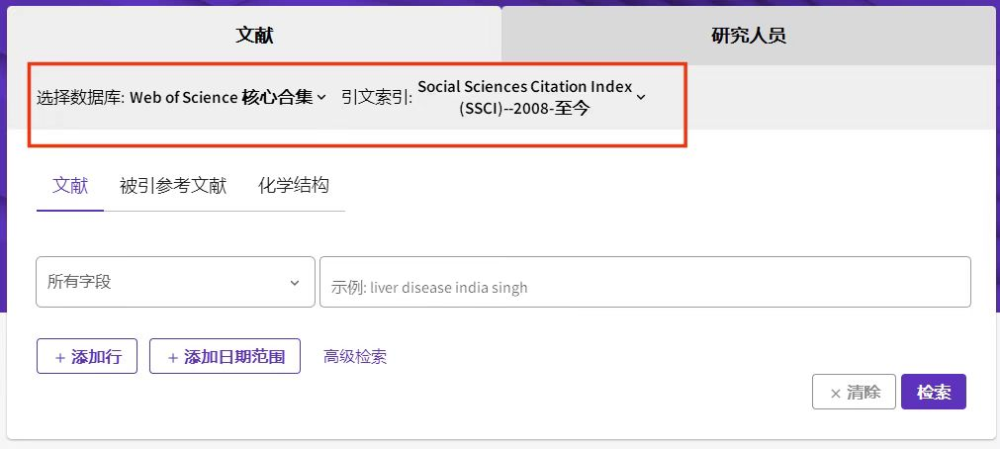 文献
研究人员
选择数据库: Web of Science 核心合集 引文索引: Social Sciences Citation Index
(SSCI)--2008-至今
文献 被引参考文献 化学结构
所有字段 示例: liver disease india singh
+ 添加行 + 添加日期范围 高级检索
× 清除 检索